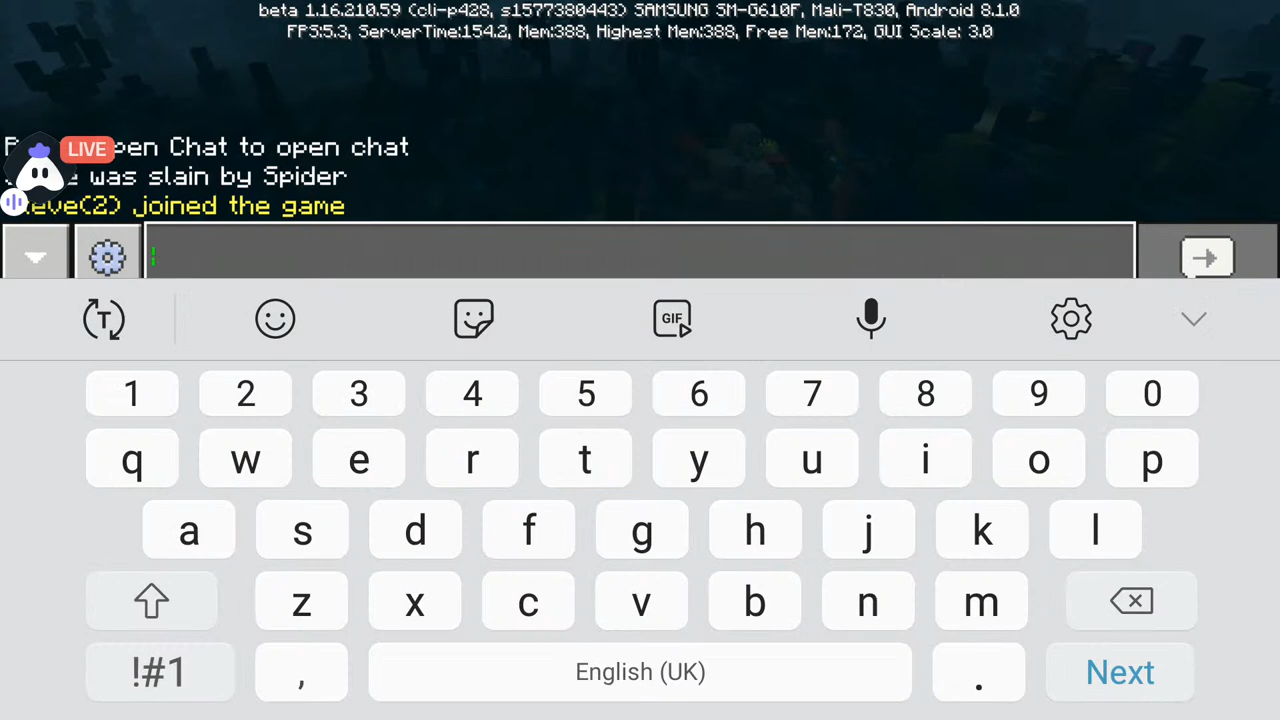 beta 1.16.210.59 (cli-p428, s1577380443) SAMSUNG SM-G610F, Mali-T830, Android 8.1.0
FPS:5.3, ServerTime:154.2, Mem:388, Highest Mem:388, Free Mem:172, GUI Scale: 3.0
LIVE
Chat to open chat
was slain by Spider
joined the game
GIF
1 2 3 4 5 6 7 8 9 0
q w e r t y u i o p
a s d f g h j k l
z x c v b n m
!#1 , English (UK) . Next